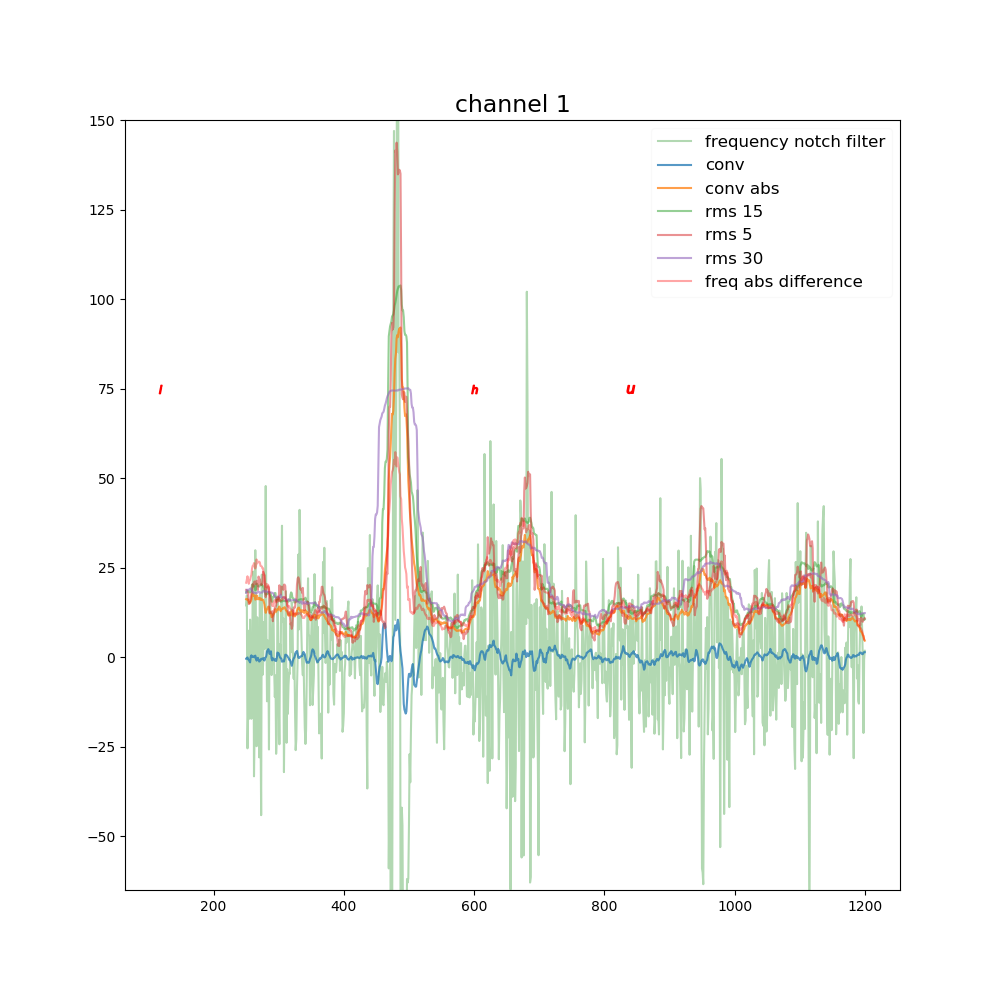 channel 1
150
125
100
75
50
25
0
−25
−50
frequency notch filter
conv
conv abs
rms 15
rms 5
rms 30
freq abs difference
I h u
200 400 600 800 1000 1200